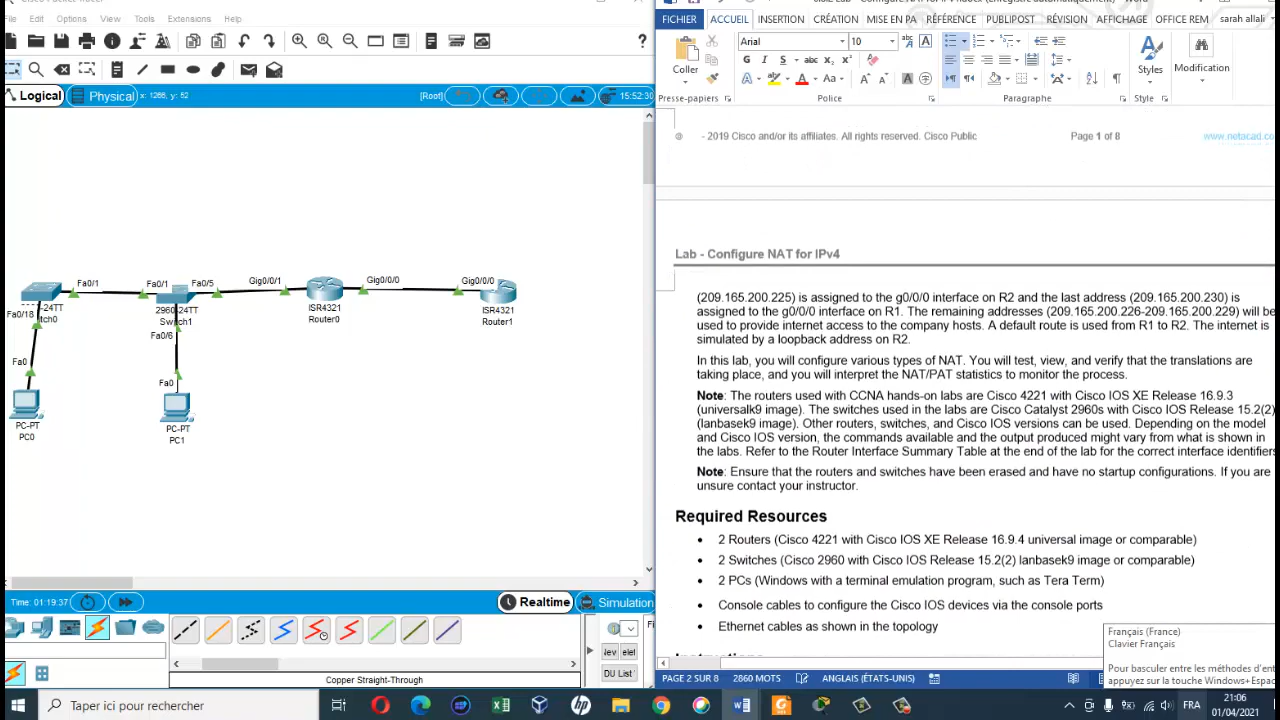 File Edit Options View Tools Extensions Help
?
Logical Physical x: 1266, y: 52 [Root] 15:52:30
Fa0/1 Fa0/1 Fa0/5 Gig0/0/1 Gig0/0/0 Gig0/0/0
-24TT
Fa0/18
2960-24TT
Switch1
ISR4321
Router0
ISR4321
Router1
Fa0/6
Fa0
Fa0
PC-PT
PC0
PC-PT
PC1
Time: 01:19:37 Realtime Simulation
DU List
Copper Straight-Through
FICHIER ACCUEIL INSERTION CRÉATION MISE EN PA RÉFÉRENCE PUBLIPOST RÉVISION AFFICHAGE OFFICE REM sarah allali
Arial 10
Coller
G I S abc x₂ x²
Styles
Modification
Presse-papiers Police Paragraphe Style
- 2019 Cisco and/or its affiliates. All rights reserved. Cisco Public Page 1 of 8 www.netacad.co
Lab - Configure NAT for IPv4
(209.165.200.225) is assigned to the g0/0/0 interface on R2 and the last address (209.165.200.230) is
assigned to the g0/0/0 interface on R1. The remaining addresses (209.165.200.226-209.165.200.229) will be
used to provide internet access to the company hosts. A default route is used from R1 to R2. The internet is
simulated by a loopback address on R2.
In this lab, you will configure various types of NAT. You will test, view, and verify that the translations are
taking place, and you will interpret the NAT/PAT statistics to monitor the process.
Note: The routers used with CCNA hands-on labs are Cisco 4221 with Cisco IOS XE Release 16.9.3
(universalk9 image). The switches used in the labs are Cisco Catalyst 2960s with Cisco IOS Release 15.2(2)
(lanbasek9 image). Other routers, switches, and Cisco IOS versions can be used. Depending on the model
and Cisco IOS version, the commands available and the output produced might vary from what is shown in
the labs. Refer to the Router Interface Summary Table at the end of the lab for the correct interface identifiers
Note: Ensure that the routers and switches have been erased and have no startup configurations. If you are
unsure contact your instructor.
Required Resources
• 2 Routers (Cisco 4221 with Cisco IOS XE Release 16.9.4 universal image or comparable)
• 2 Switches (Cisco 2960 with Cisco IOS Release 15.2(2) lanbasek9 image or comparable)
• 2 PCs (Windows with a terminal emulation program, such as Tera Term)
• Console cables to configure the Cisco IOS devices via the console ports
• Ethernet cables as shown in the topology
Français (France)
Clavier Français
Pour basculer entre les méthodes d'ent
appuyez sur la touche Windows+Espac
PAGE 2 SUR 8 2860 MOTS ANGLAIS (ÉTATS-UNIS)
Taper ici pour rechercher
FRA
21:06
01/04/2021